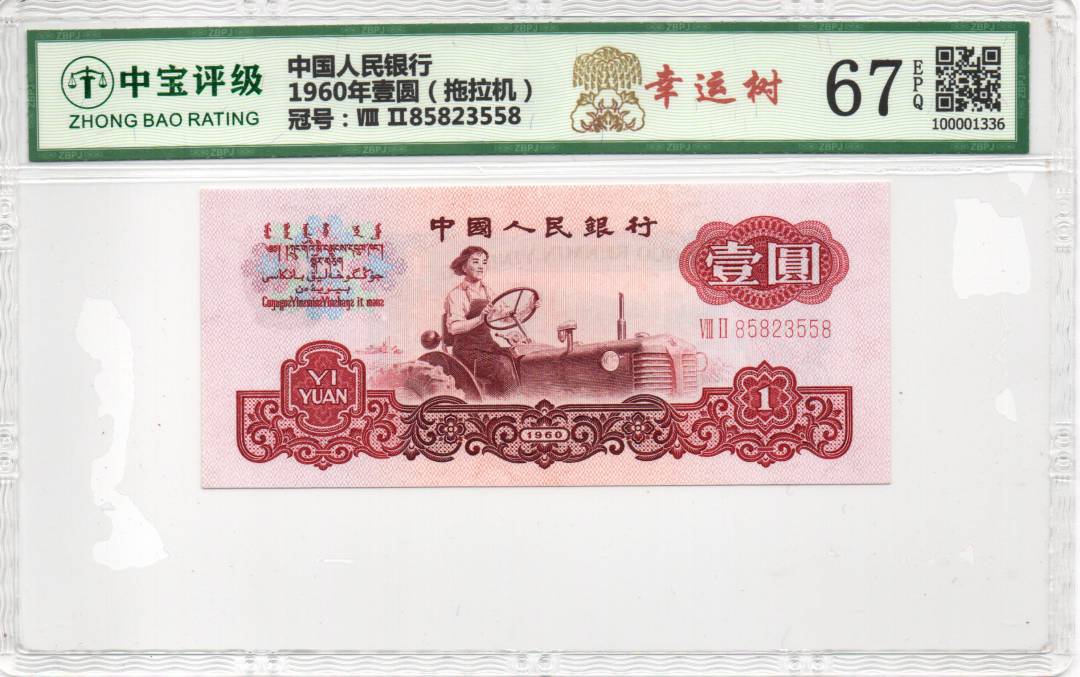 中宝评级
ZHONG BAO RATING
中国人民银行
1960年壹圆（拖拉机）
冠号：Ⅷ Ⅱ85823558
幸运树
67
EPQ
100001336
ZBPJ
中國人民銀行
壹圓
Ⅷ Ⅱ 85823558
YI
YUAN
1960
1